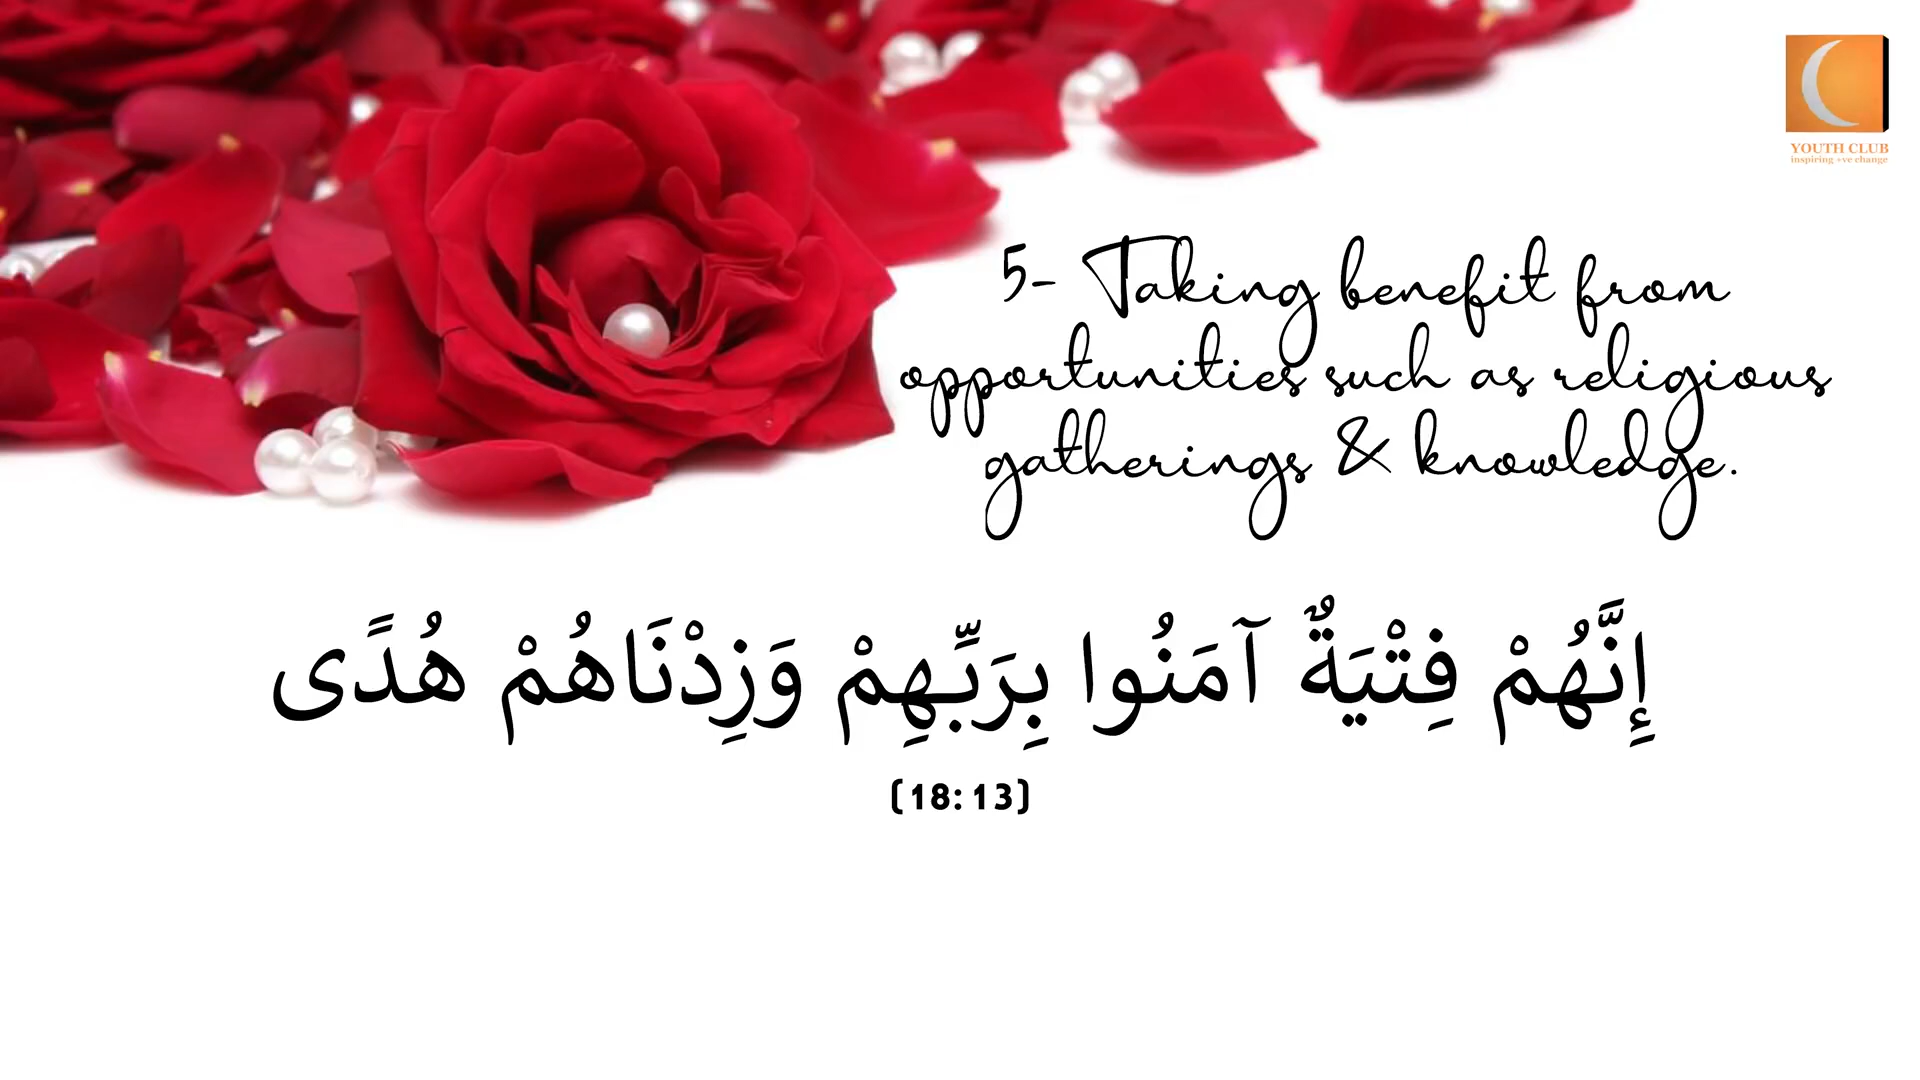 YOUTH CLUB
inspiring +ve change
5- Taking benefit from
opportunities such as religious
gatherings & knowledge.
إِنَّهُمْ فِتْيَةٌ آمَنُوا بِرَبِّهِمْ وَزِدْنَاهُمْ هُدًى
(18:13)